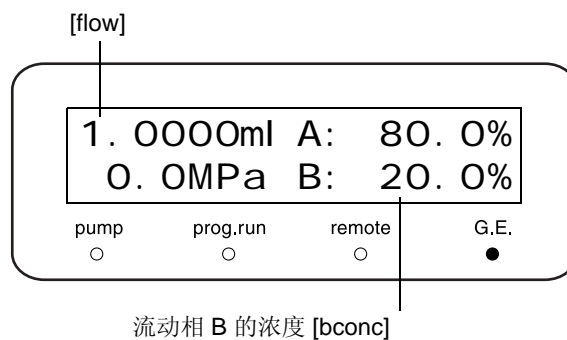 [flow]
1.0000ml A: 80.0%
0.0MPa B: 20.0%
pump prog.run remote G.E.
流动相 B 的浓度 [bconc]